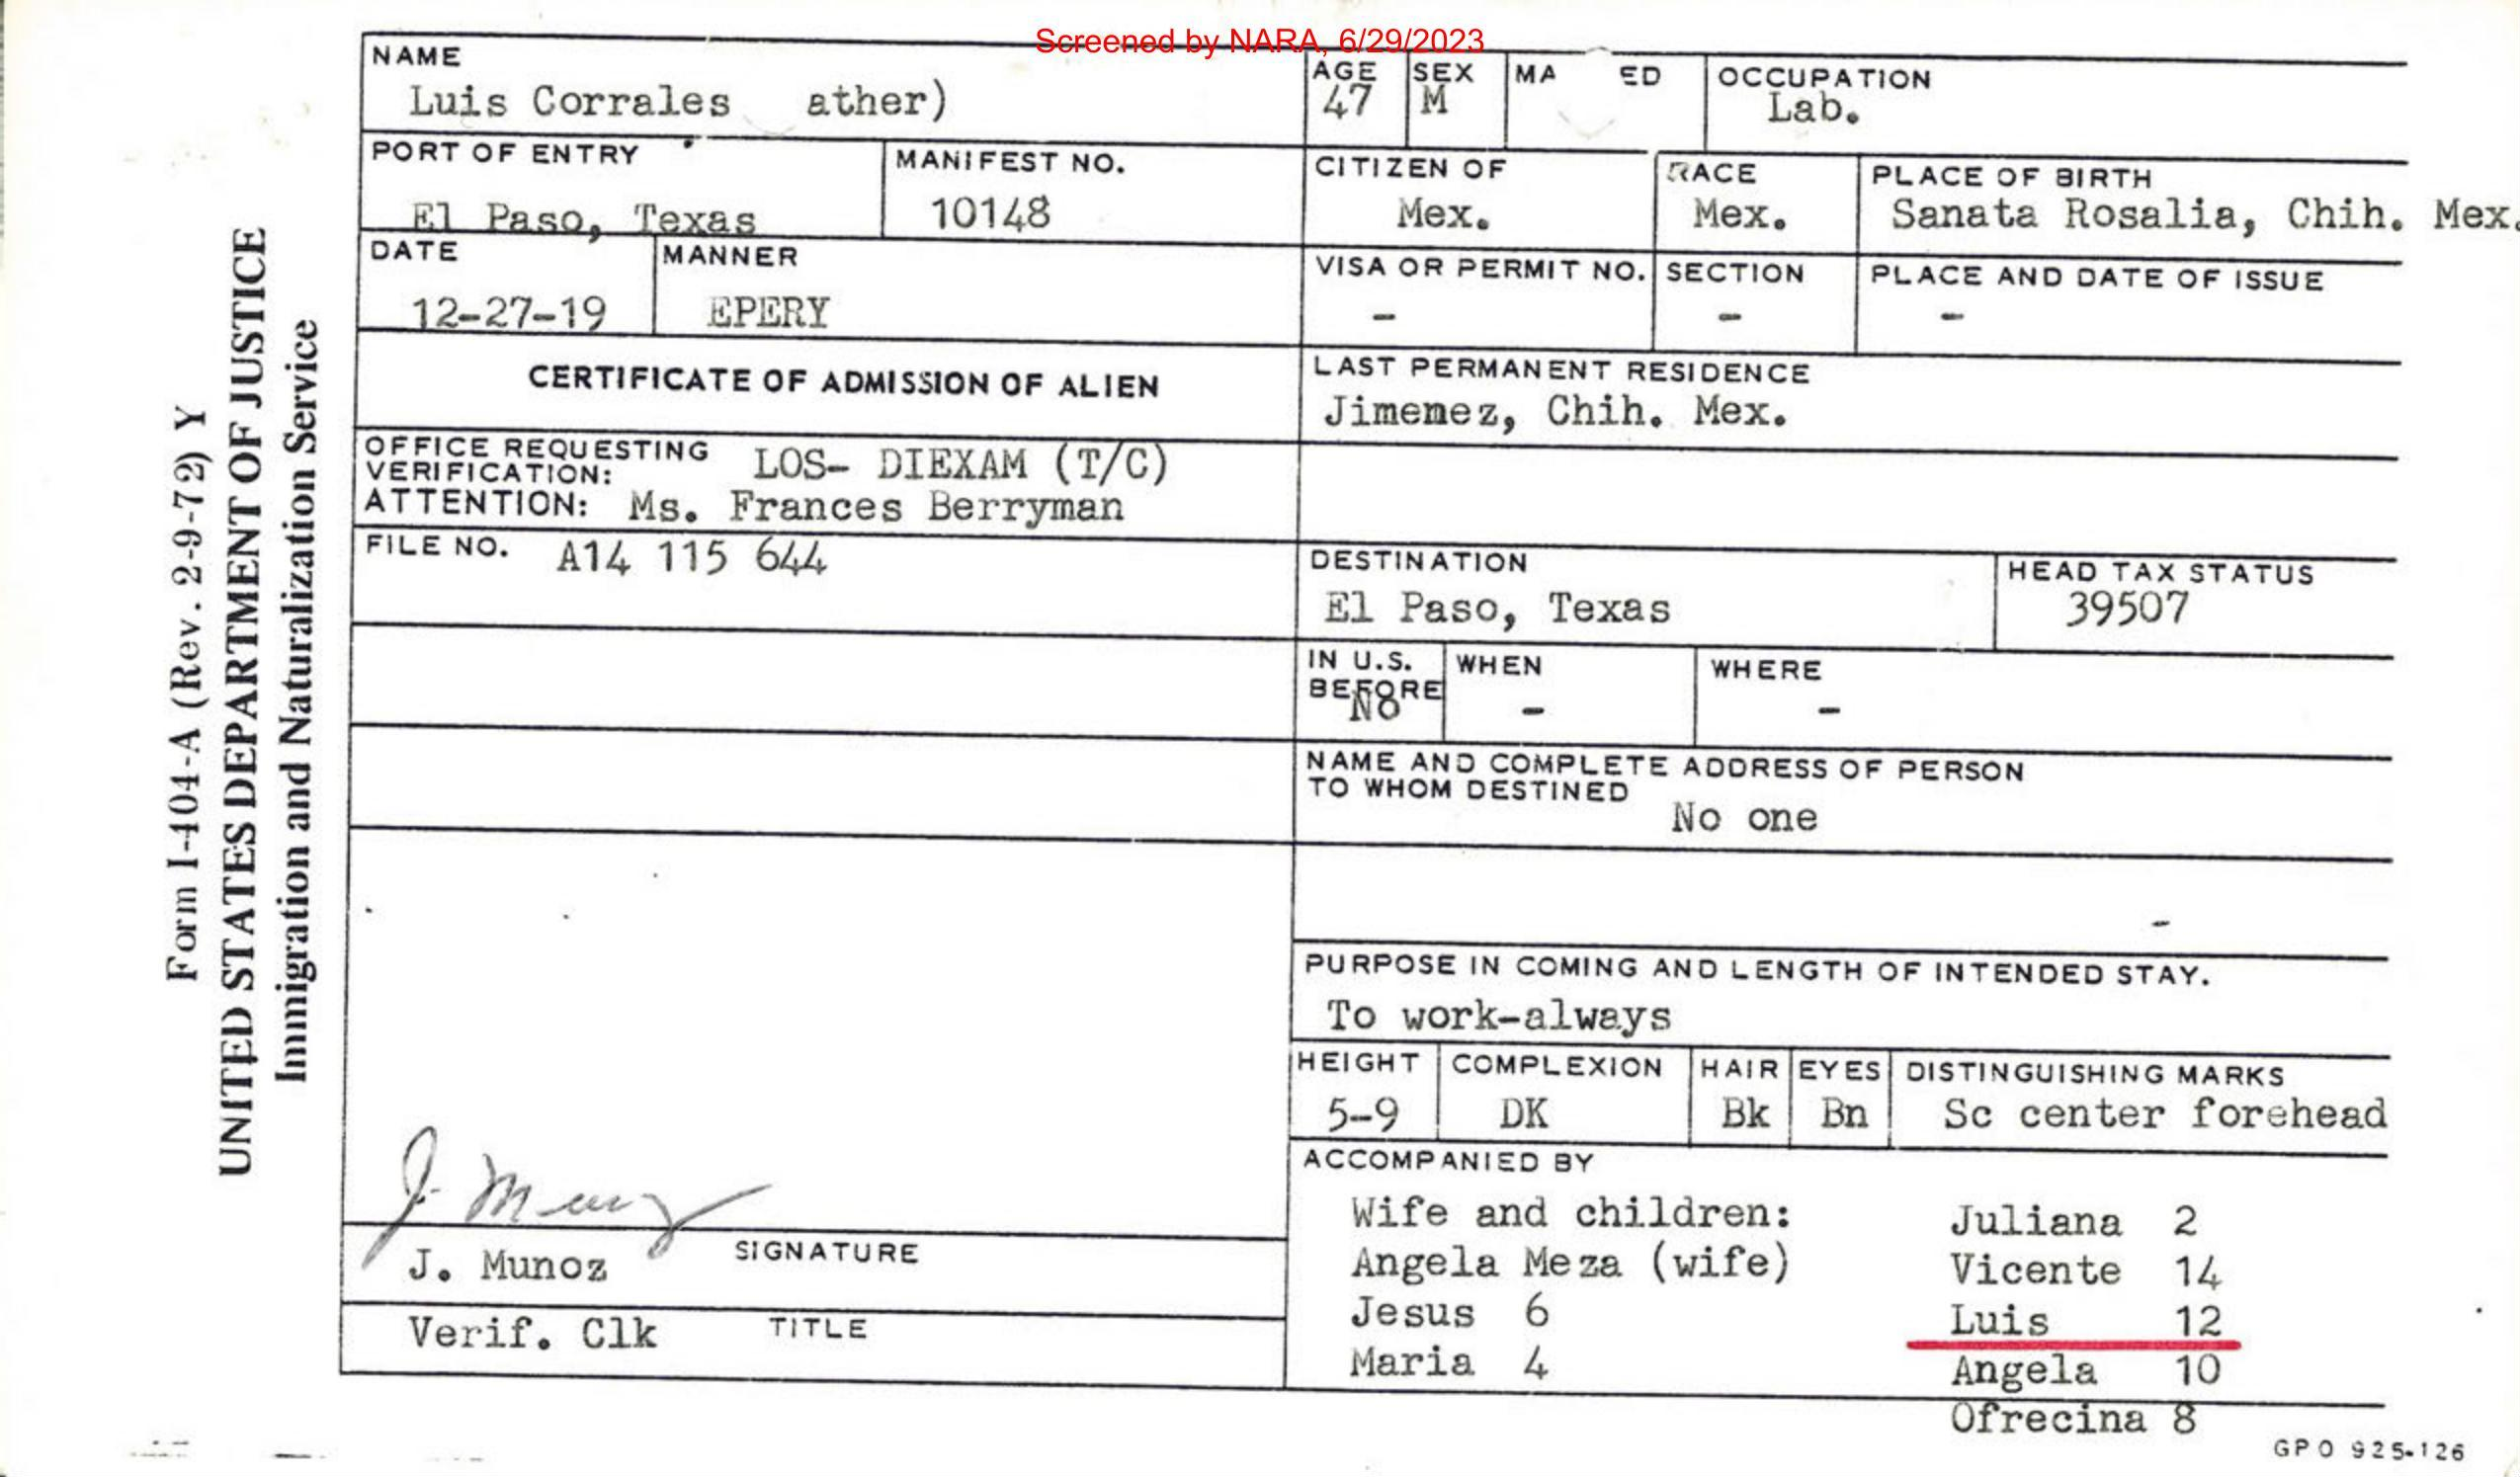 Screened by NARA, 6/29/2023
Form I-404-A (Rev. 2-9-72) Y
UNITED STATES DEPARTMENT OF JUSTICE
Immigration and Naturalization Service
NAME
Luis Corrales ather)
AGE
47
SEX
M
MA ED
OCCUPATION
Lab.
PORT OF ENTRY
El Paso, Texas
MANIFEST NO.
10148
CITIZEN OF
Mex.
RACE
Mex.
PLACE OF BIRTH
Sanata Rosalia, Chih. Mex.
DATE
12-27-19
MANNER
EPERY
VISA OR PERMIT NO.
-
SECTION
-
PLACE AND DATE OF ISSUE
-
CERTIFICATE OF ADMISSION OF ALIEN
LAST PERMANENT RESIDENCE
Jimenez, Chih. Mex.
OFFICE REQUESTING
VERIFICATION: LOS- DIEXAM (T/C)
ATTENTION: Ms. Frances Berryman
FILE NO. A14 115 644
DESTINATION
El Paso, Texas
HEAD TAX STATUS
39507
IN U.S.
BEFORE
No
WHEN
-
WHERE
-
NAME AND COMPLETE ADDRESS OF PERSON
TO WHOM DESTINED
No one
-
PURPOSE IN COMING AND LENGTH OF INTENDED STAY.
To work-always
HEIGHT
5-9
COMPLEXION
DK
HAIR
Bk
EYES
Bn
DISTINGUISHING MARKS
Sc center forehead
ACCOMPANIED BY
Wife and children:
Angela Meza (wife)
Jesus 6
Maria 4
Juliana 2
Vicente 14
Luis 12
Angela 10
Ofrecina 8
J. Munoz
SIGNATURE
J. Munoz
Verif. Clk TITLE
GPO 925-126